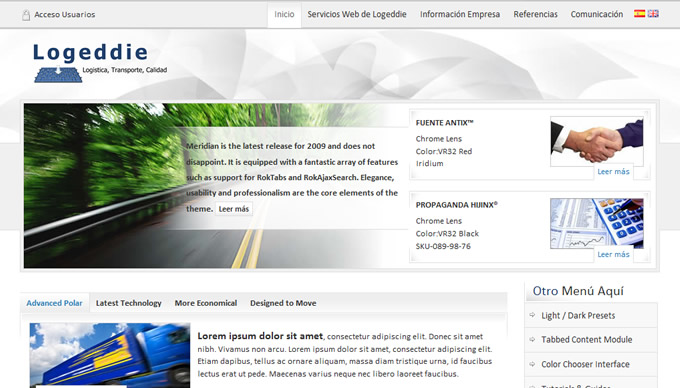 Acceso Usuarios
Inicio
Servicios Web de Logeddie
Información Empresa
Referencias
Comunicación
Logeddie
Logistica, Transporte, Calidad
Meridian is the latest release for 2009 and does not
disappoint. It is equipped with a fantastic array of features
such as support for RokTabs and RokAjaxSearch. Elegance,
usability and professionalism are the core elements of the
theme. Leer más
FUENTE ANTIX™
Chrome Lens
Color:VR32 Red
Iridium
Leer más
PROPAGANDA HIJINX®
Chrome Lens
Color:VR32 Black
SKU-089-98-76
Leer más
Advanced Polar
Latest Technology
More Economical
Designed to Move
Lorem ipsum dolor sit amet, consectetur adipiscing elit. Donec sit amet
nibh. Vivamus non arcu. Lorem ipsum dolor sit amet, consectetur adipiscing elit.
Etiam dapibus, tellus ac ornare aliquam, massa diam tristique urna, id faucibus
lectus erat ut pede. Maecenas varius neque nec libero laoreet faucibus.
Otro Menú Aquí
Light / Dark Presets
Tabbed Content Module
Color Chooser Interface
Tutorials & Guides